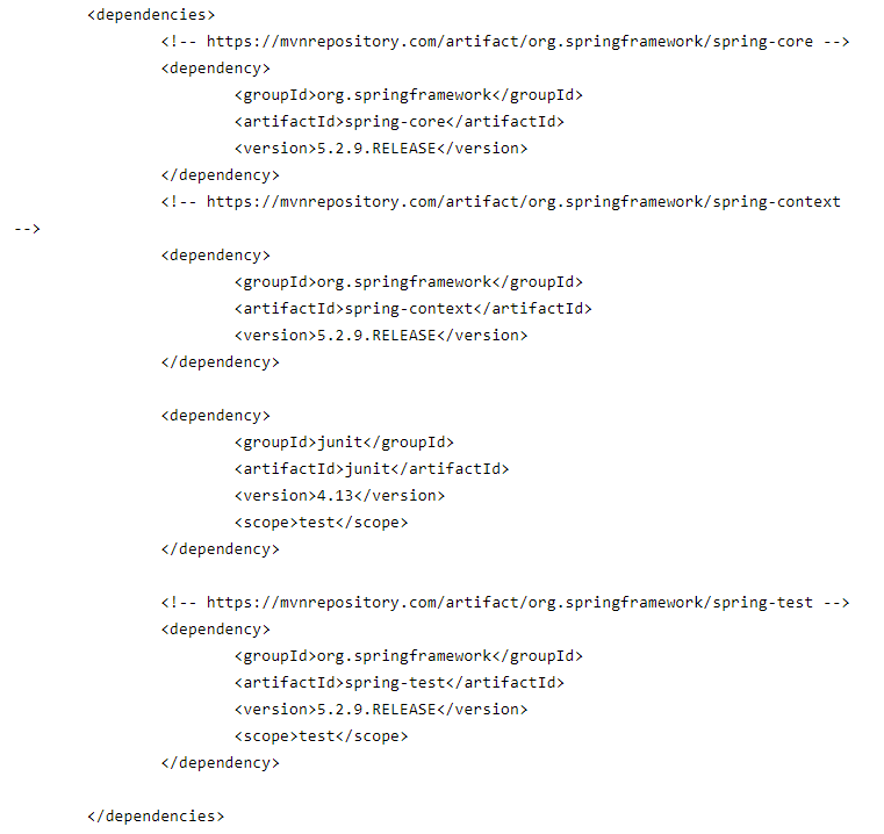 <dependencies>
<!-- https://mvnrepository.com/artifact/org.springframework/spring-core -->
<dependency>
<groupId>org.springframework</groupId>
<artifactId>spring-core</artifactId>
<version>5.2.9.RELEASE</version>
</dependency>
<!-- https://mvnrepository.com/artifact/org.springframework/spring-context
-->
<dependency>
<groupId>org.springframework</groupId>
<artifactId>spring-context</artifactId>
<version>5.2.9.RELEASE</version>
</dependency>
<dependency>
<groupId>junit</groupId>
<artifactId>junit</artifactId>
<version>4.13</version>
<scope>test</scope>
</dependency>
<!-- https://mvnrepository.com/artifact/org.springframework/spring-test -->
<dependency>
<groupId>org.springframework</groupId>
<artifactId>spring-test</artifactId>
<version>5.2.9.RELEASE</version>
<scope>test</scope>
</dependency>
</dependencies>